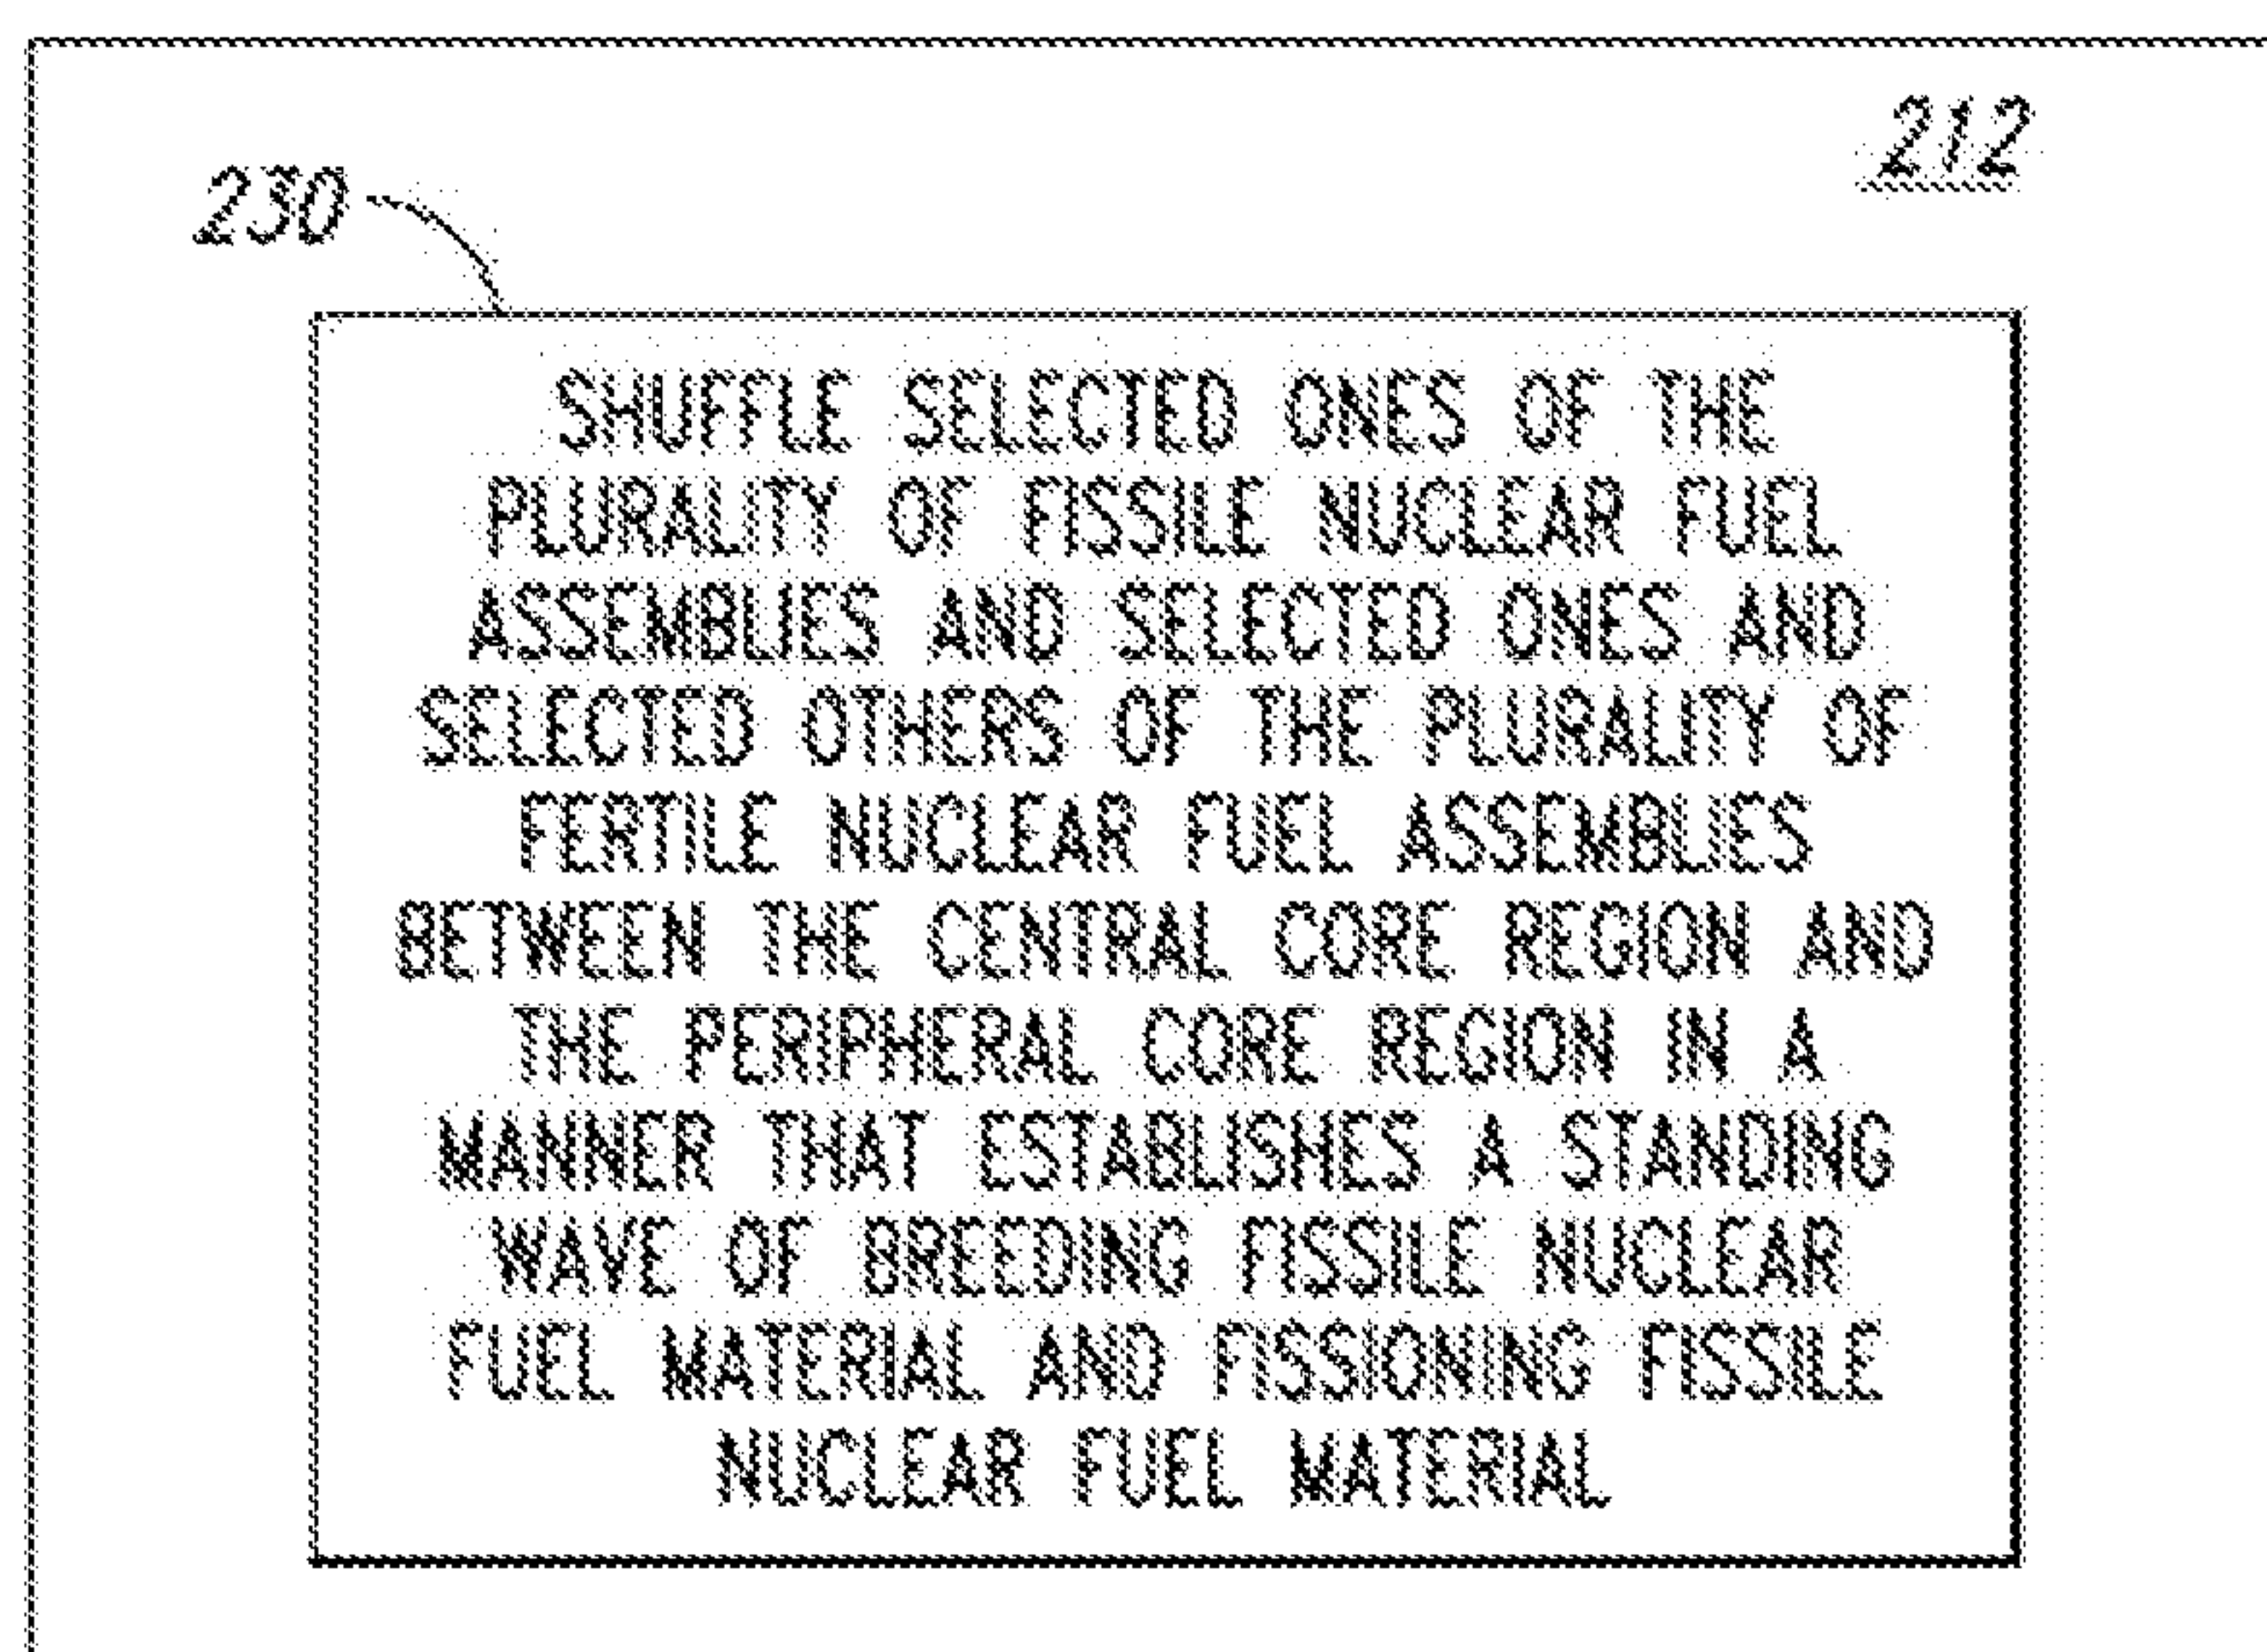 212
230
SHUFFLE SELECTED ONES OF THE
PLURALITY OF FISSILE NUCLEAR FUEL
ASSEMBLIES AND SELECTED ONES AND
SELECTED OTHERS OF THE PLURALITY OF
FERTILE NUCLEAR FUEL ASSEMBLIES
BETWEEN THE CENTRAL CORE REGION AND
THE PERIPHERAL CORE REGION IN A
MANNER THAT ESTABLISHES A STANDING
WAVE OF BREEDING FISSILE NUCLEAR
FUEL MATERIAL AND FISSIONING FISSILE
NUCLEAR FUEL MATERIAL